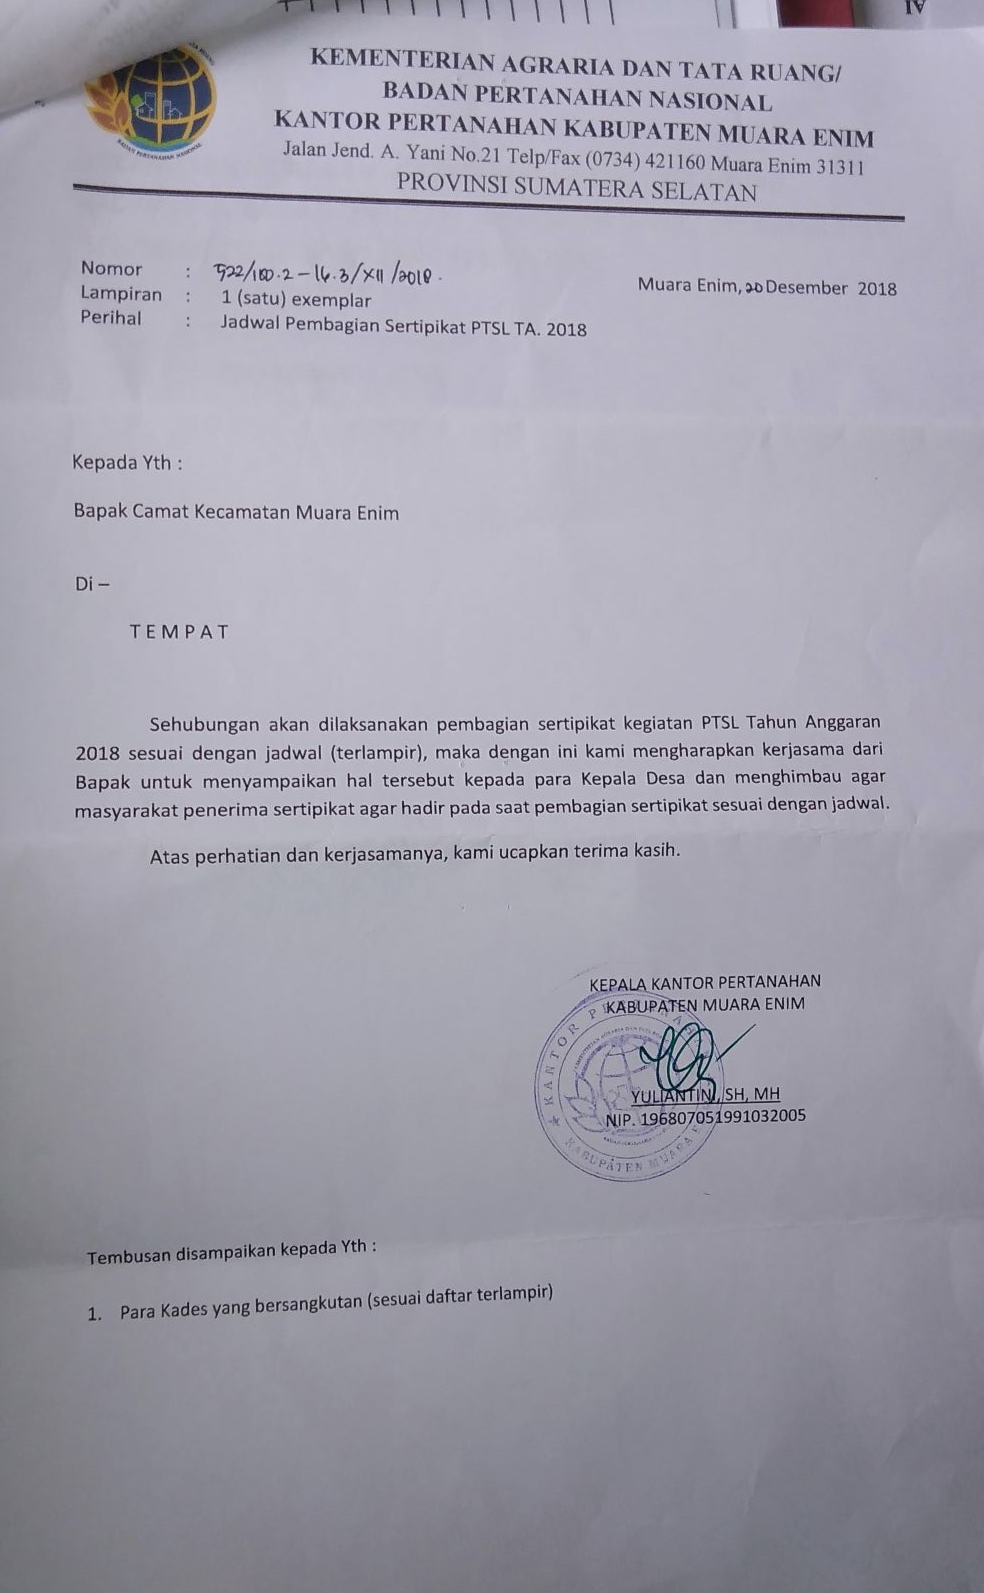 KEMENTERIAN AGRARIA DAN TATA RUANG/
BADAN PERTANAHAN NASIONAL
KANTOR PERTANAHAN KABUPATEN MUARA ENIM
Jalan Jend. A. Yani No.21 Telp/Fax (0734) 421160 Muara Enim 31311
PROVINSI SUMATERA SELATAN
BADAN PERTANAHAN NASIONAL
Nomor : 922/100.2-16.3/XII/2018.
Muara Enim, 20 Desember 2018
Lampiran : 1 (satu) exemplar
Perihal : Jadwal Pembagian Sertipikat PTSL TA. 2018
Kepada Yth :
Bapak Camat Kecamatan Muara Enim
Di –
T E M P A T
Sehubungan akan dilaksanakan pembagian sertipikat kegiatan PTSL Tahun Anggaran
2018 sesuai dengan jadwal (terlampir), maka dengan ini kami mengharapkan kerjasama dari
Bapak untuk menyampaikan hal tersebut kepada para Kepala Desa dan menghimbau agar
masyarakat penerima sertipikat agar hadir pada saat pembagian sertipikat sesuai dengan jadwal.
Atas perhatian dan kerjasamanya, kami ucapkan terima kasih.
KEPALA KANTOR PERTANAHAN
KABUPATEN MUARA ENIM
YULIANTINI, SH, MH
NIP. 196807051991032005
KANTOR
KABUPATEN MUARA
Tembusan disampaikan kepada Yth :
1. Para Kades yang bersangkutan (sesuai daftar terlampir)